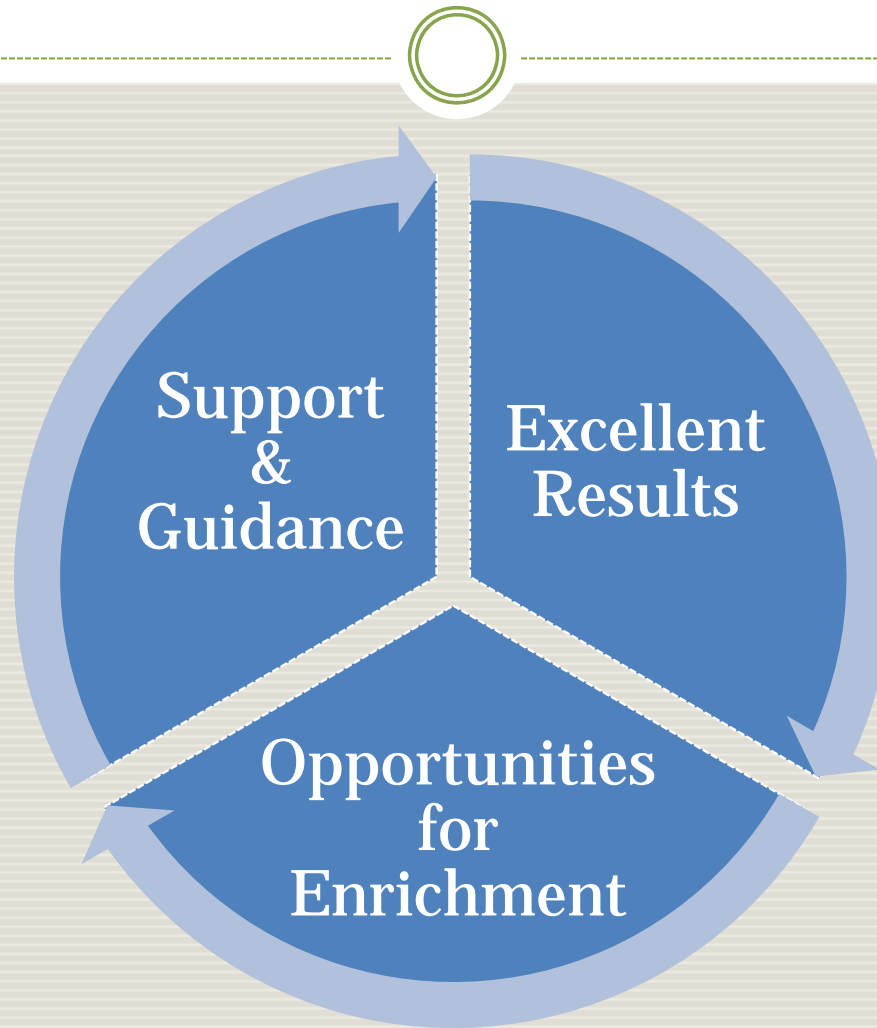 Support
&
Guidance
Excellent
Results
Opportunities
for
Enrichment